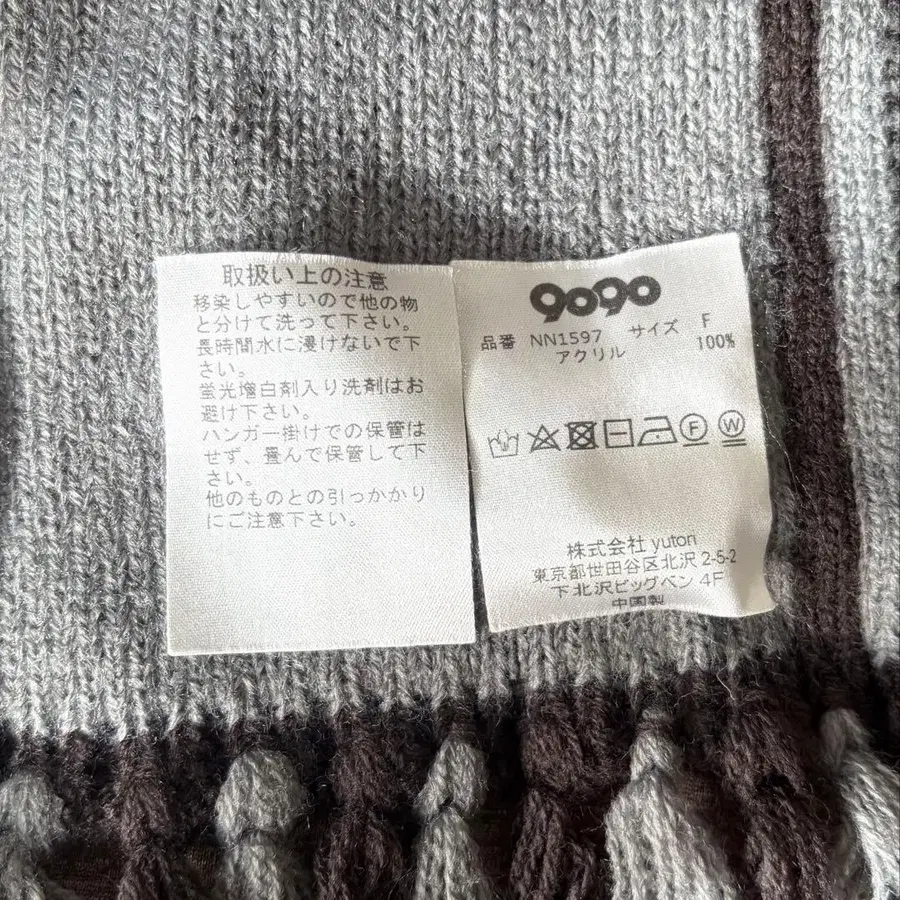 取扱い上の注意
移染しやすいので他の物
と分けて洗って下さい。
長時間水に浸けないで下
さい。
蛍光増白剤入り洗剤はお
避け下さい。
ハンガー掛けでの保管は
せず、畳んで保管して下
さい。
他のものとの引っかかり
にご注意下さい。
9090
品番 NN1597 サイズ F
アクリル 100%
F W
株式会社 yuton
東京都世田谷区北沢 2-5-2
下北沢ビッグベン 4F
中国製